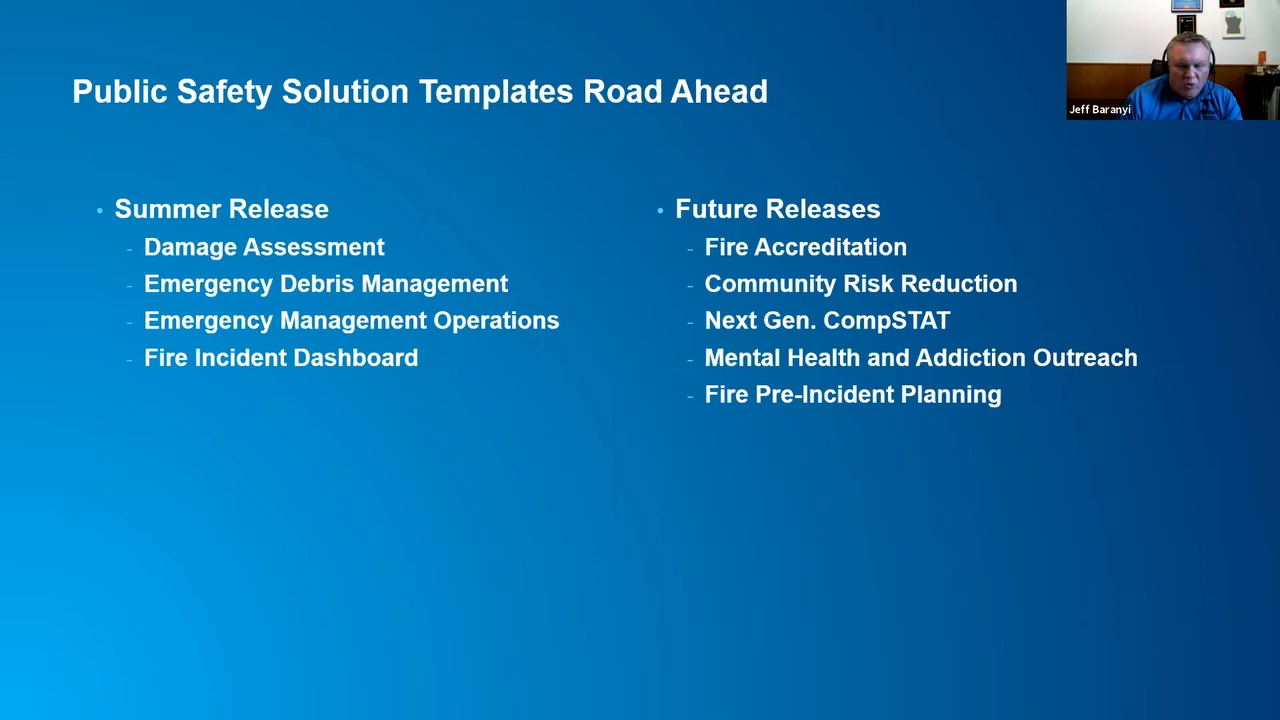 Public Safety Solution Templates Road Ahead
Jeff Baranyi
• Summer Release
- Damage Assessment
- Emergency Debris Management
- Emergency Management Operations
- Fire Incident Dashboard
• Future Releases
- Fire Accreditation
- Community Risk Reduction
- Next Gen. CompSTAT
- Mental Health and Addiction Outreach
- Fire Pre-Incident Planning